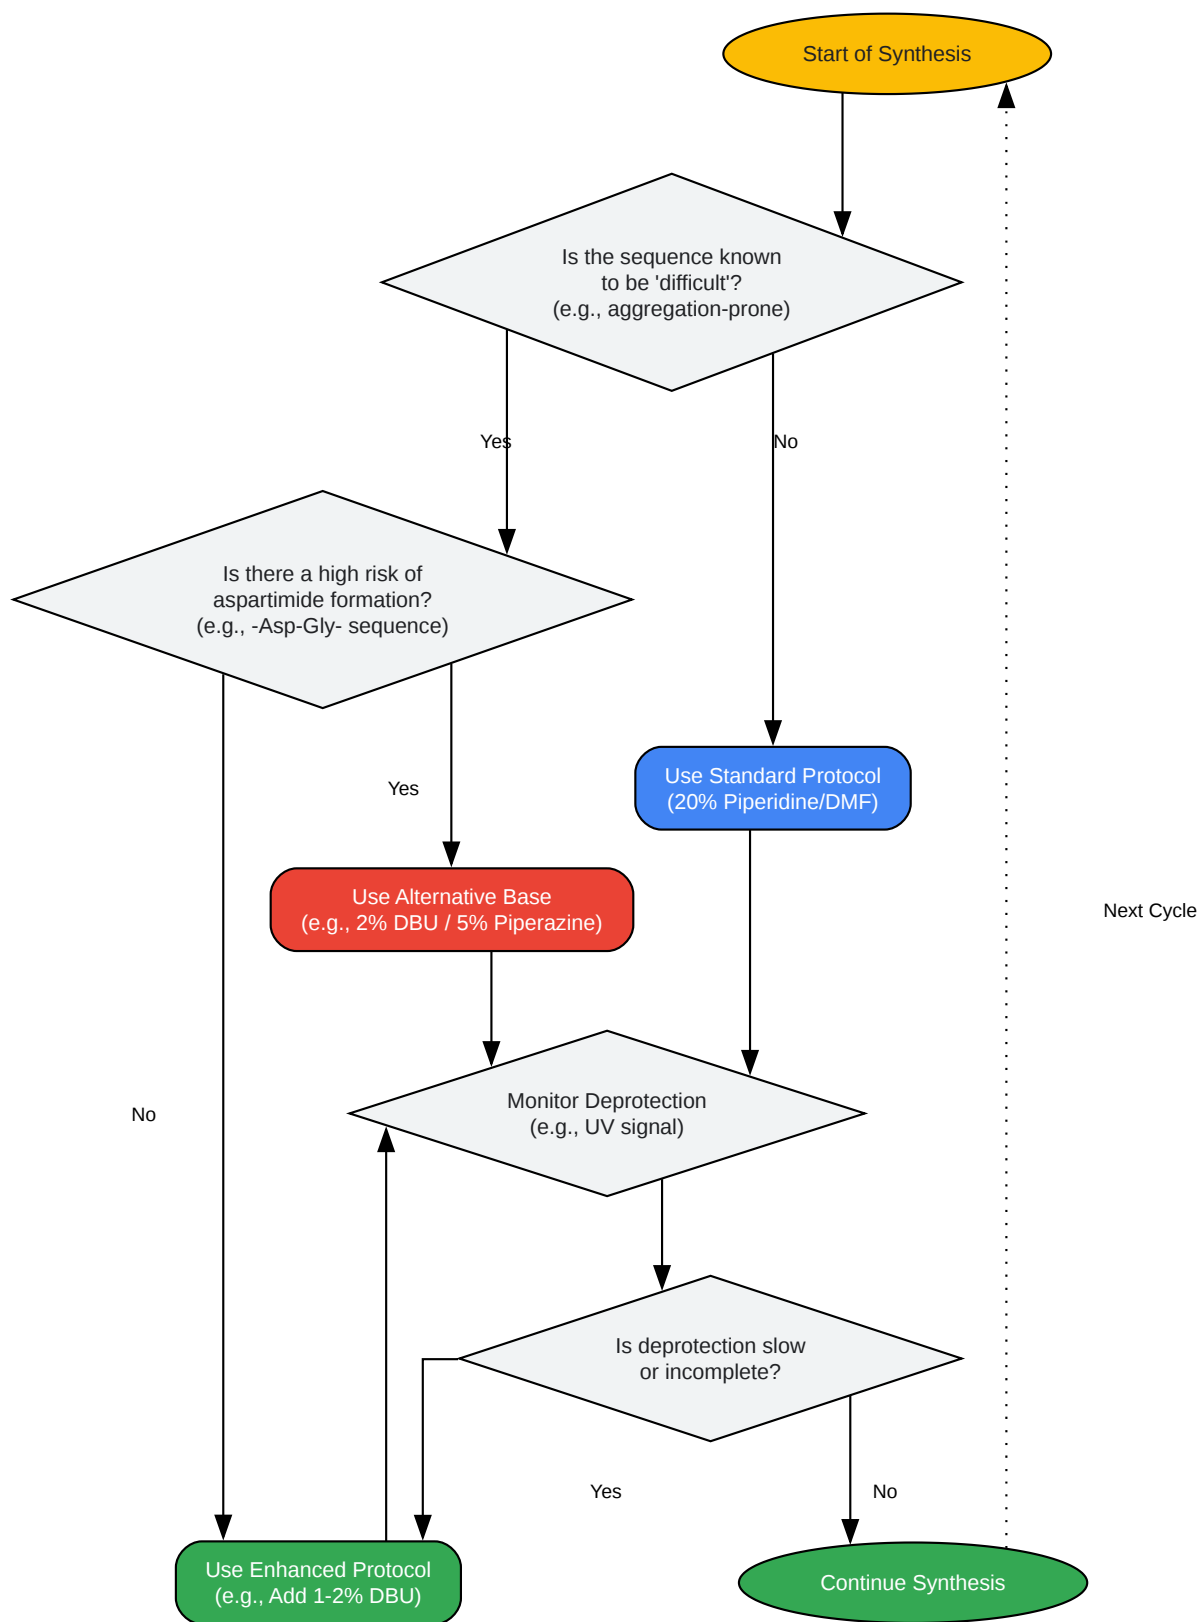 Start of Synthesis
Is the sequence known
to be 'difficult'?
(e.g., aggregation-prone)
Yes
No
Is there a high risk of
aspartimide formation?
(e.g., -Asp-Gly- sequence)
Use Standard Protocol
(20% Piperidine/DMF)
Yes
Use Alternative Base
(e.g., 2% DBU / 5% Piperazine)
Next Cycle
Monitor Deprotection
(e.g., UV signal)
No
Is deprotection slow
or incomplete?
Yes
No
Use Enhanced Protocol
(e.g., Add 1-2% DBU)
Continue Synthesis